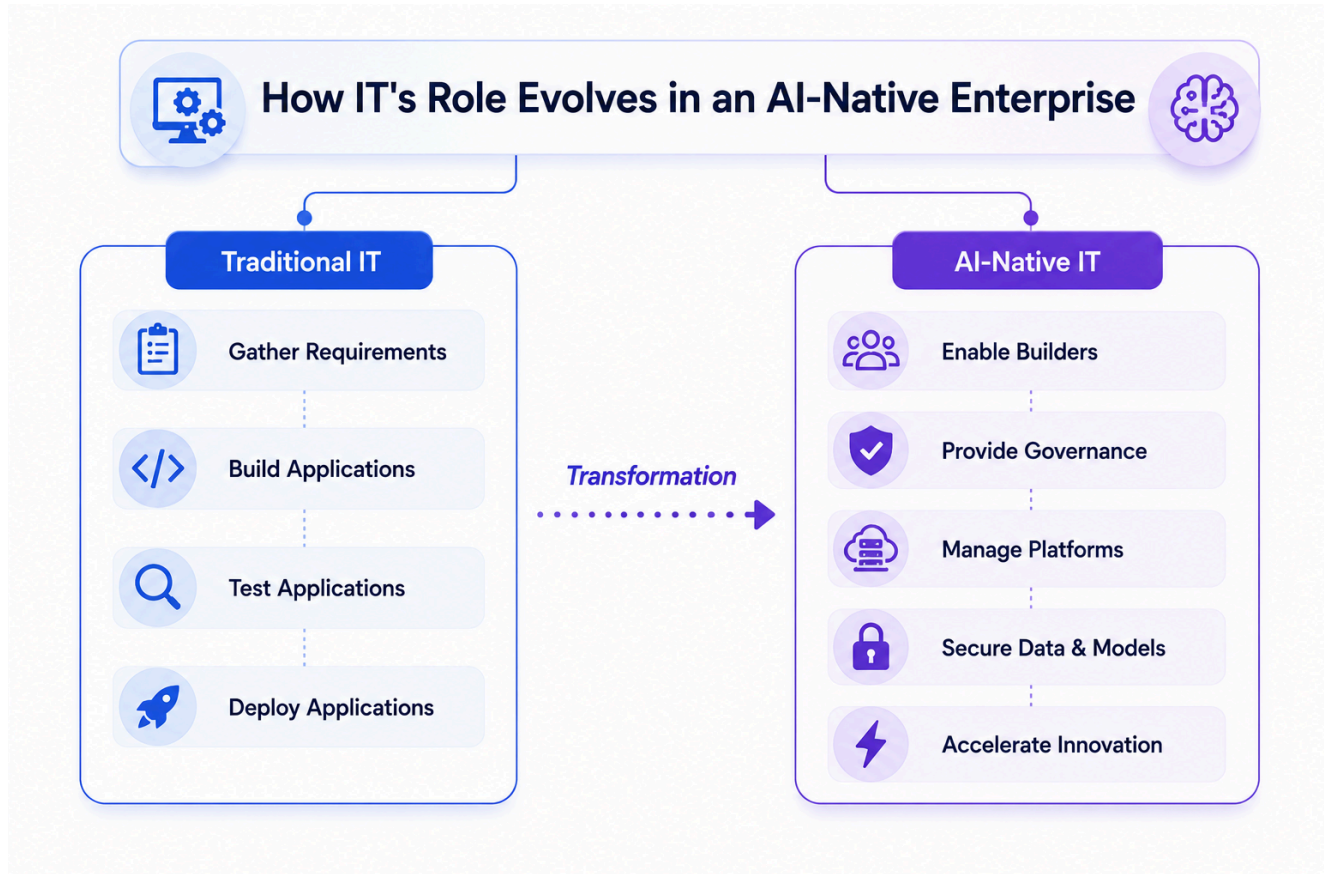 How IT's Role Evolves in an AI-Native Enterprise
Traditional IT
Gather Requirements
Build Applications
Test Applications
Deploy Applications
Transformation
AI-Native IT
Enable Builders
Provide Governance
Manage Platforms
Secure Data & Models
Accelerate Innovation